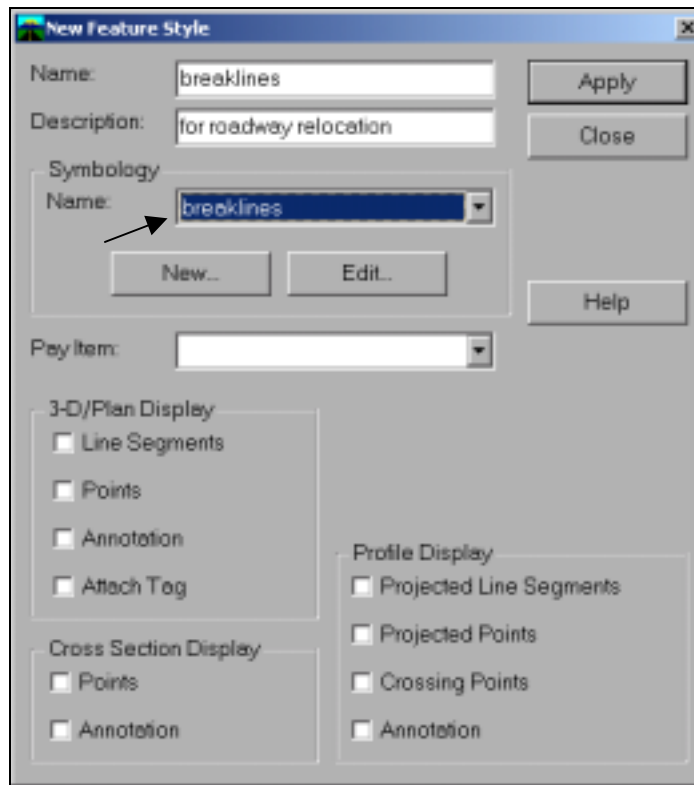 New Feature Style
Name: breaklines
Apply
Description: for roadway relocation
Close
Symbology
Name: breaklines
New... Edit...
Help
Pay Item:
3-D/Plan Display
Line Segments
Points
Annotation
Attach Tag
Cross Section Display
Points
Annotation
Profile Display
Projected Line Segments
Projected Points
Crossing Points
Annotation